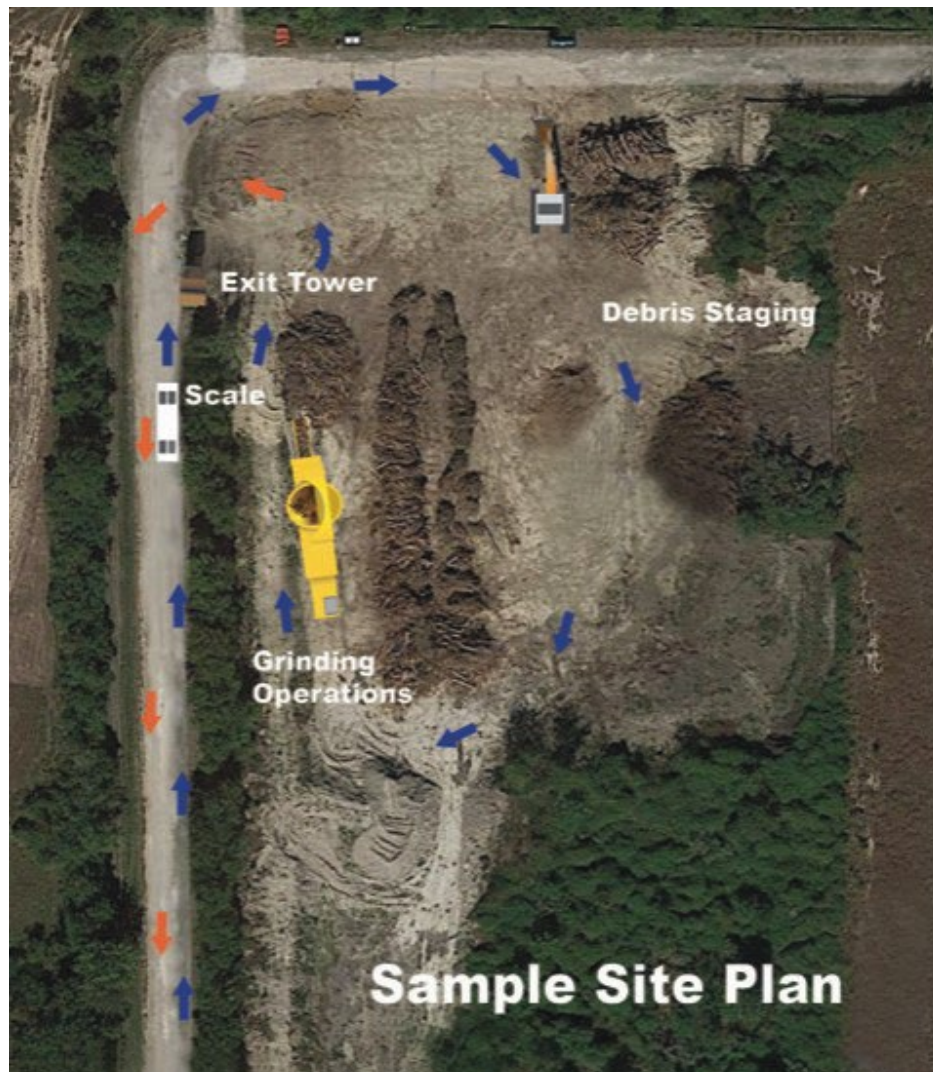 Exit Tower
Debris Staging
Scale
Grinding
Operations
Sample Site Plan